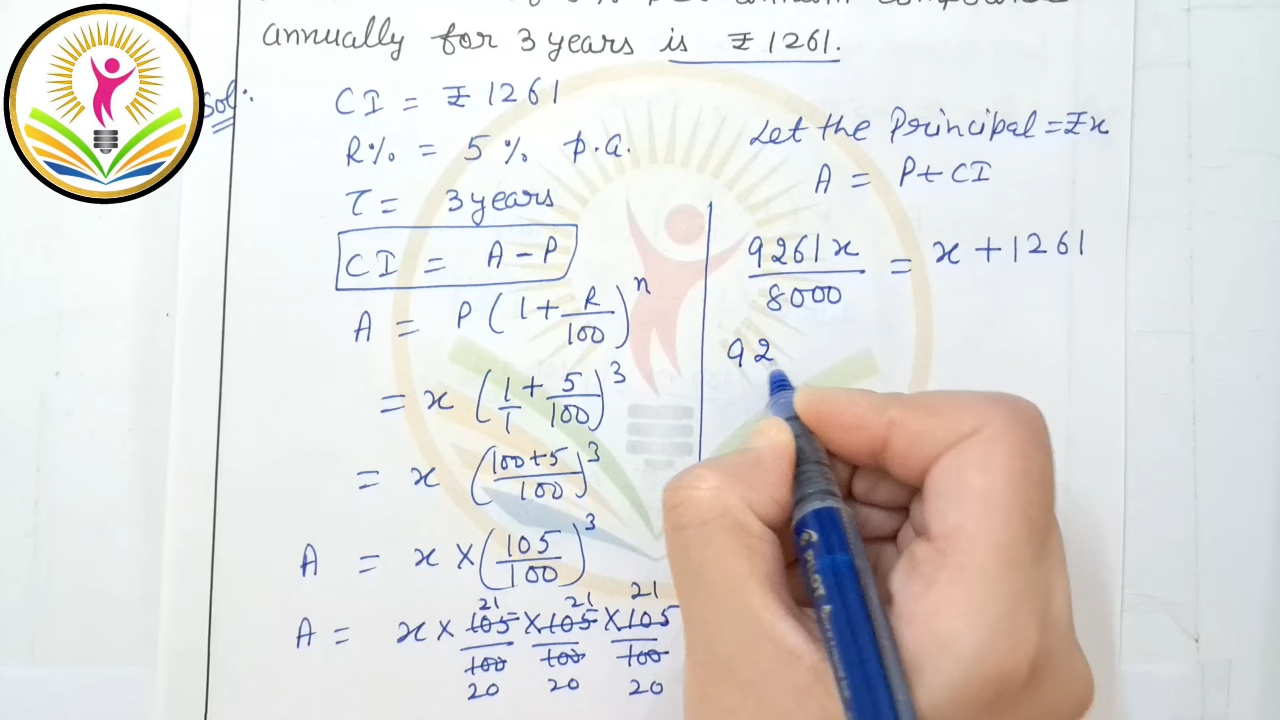 annually for 3 years is ₹ 1261.
Sol:
CI = ₹ 1261
R% = 5 % p.a.
T = 3 years
CI = A - P
A = P ( 1 + R/100 )^n
= x ( 1/1 + 5/100 )^3
= x ( 100+5/100 )^3
A = x × ( 105/100 )^3
A = x × 105/100 × 105/100 × 105/100
21 21 21
20 20 20
Let the Principal = ₹ x
A = P + CI
9261 x / 8000 = x + 1261
92
PILOT